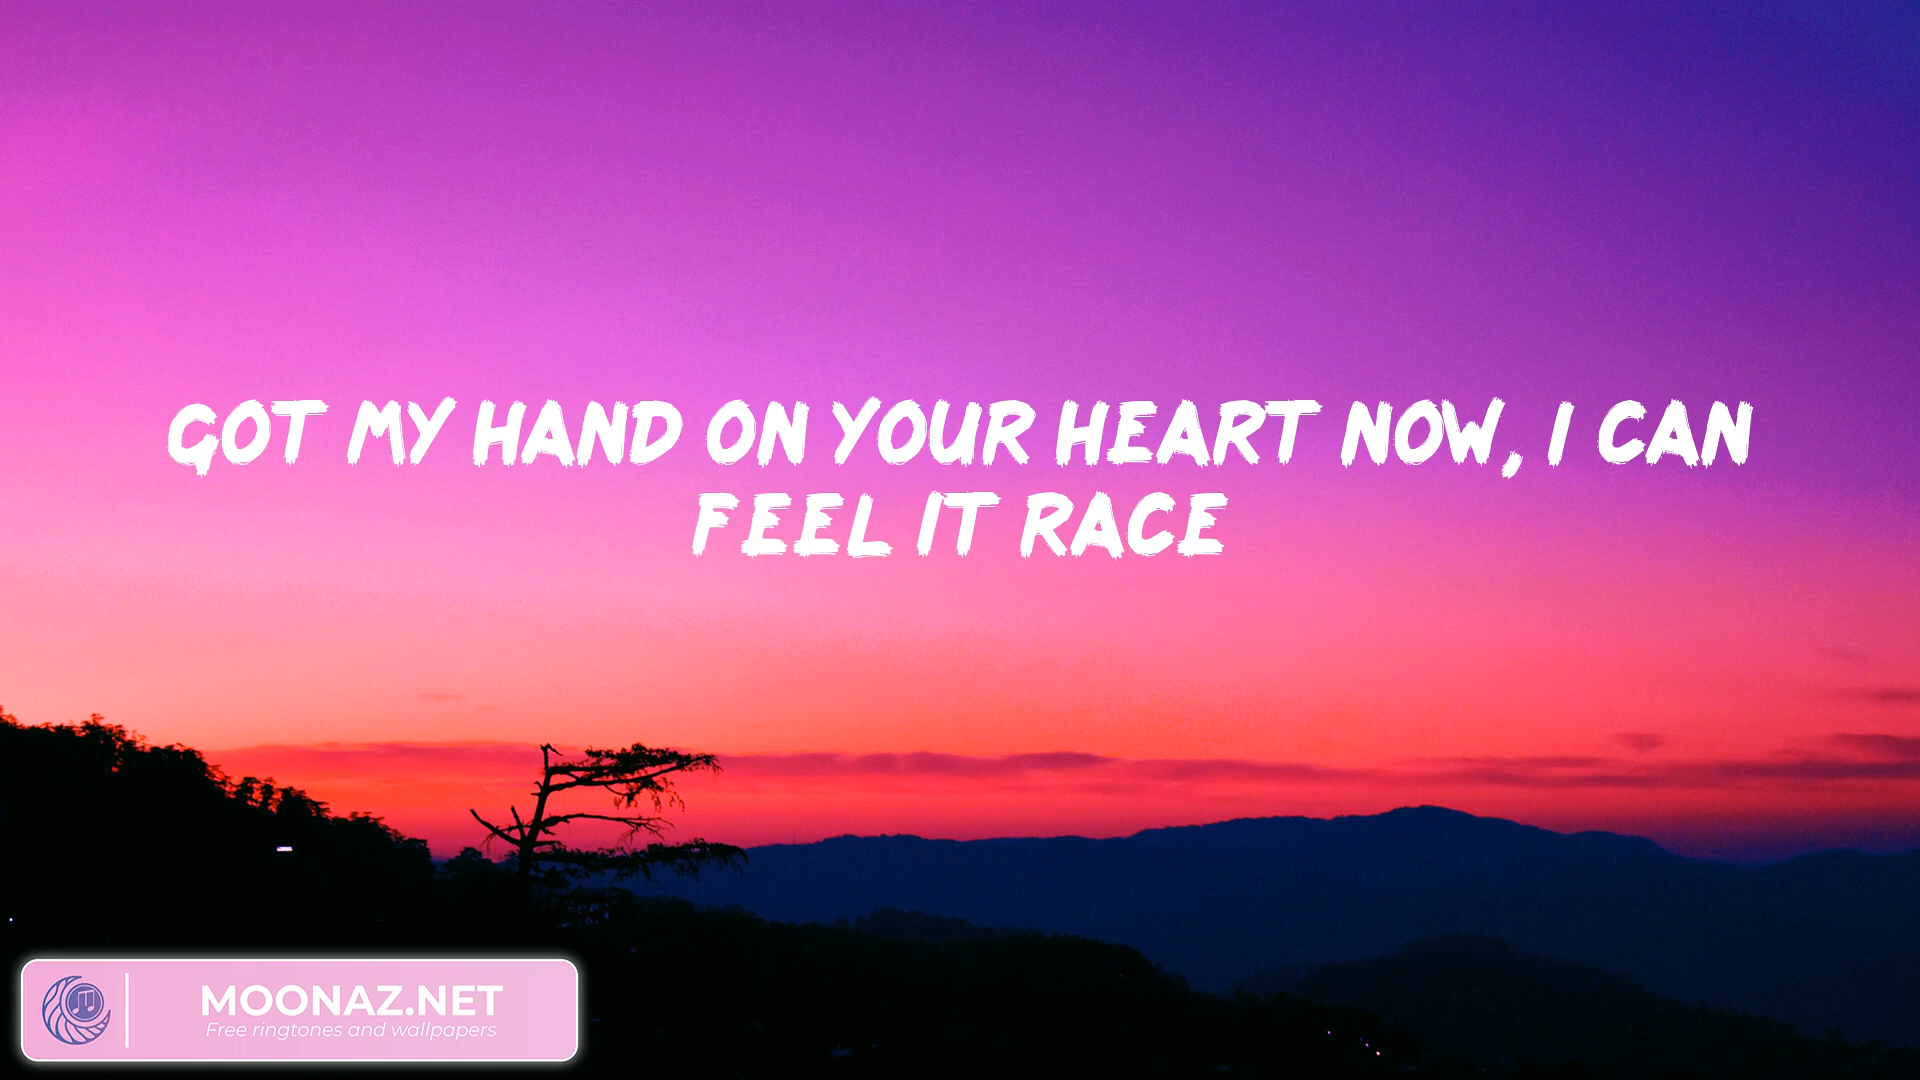 GOT MY HAND ON YOUR HEART NOW, I CAN
FEEL IT RACE
MOONAZ.NET
Free ringtones and wallpapers